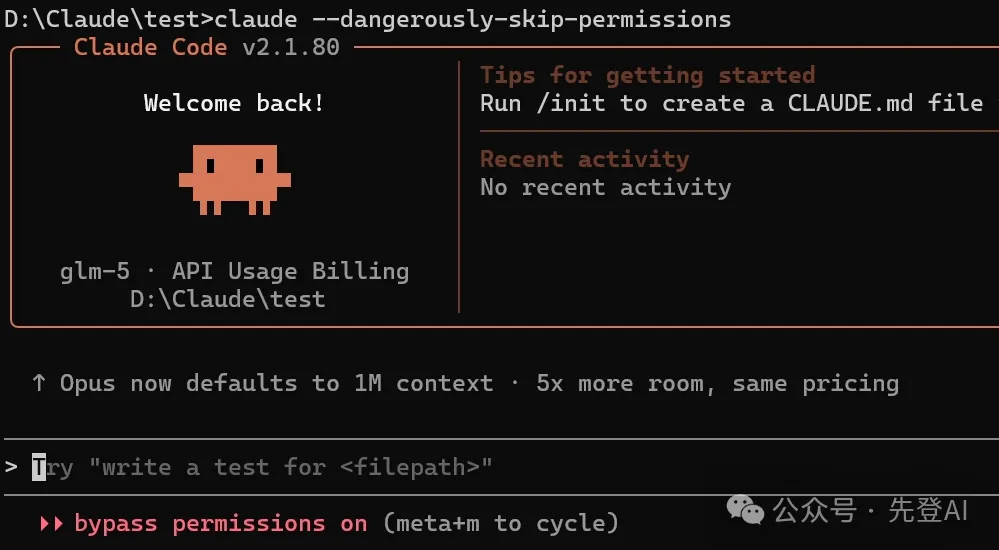 D:\Claude\test>claude --dangerously-skip-permissions
Claude Code v2.1.80
Welcome back!
glm-5 · API Usage Billing
D:\Claude\test
Tips for getting started
Run /init to create a CLAUDE.md file
Recent activity
No recent activity
↑ Opus now defaults to 1M context · 5x more room, same pricing
> Try "write a test for <filepath>"
bypass permissions on (meta+m to cycle)
公众号 · 先登AI